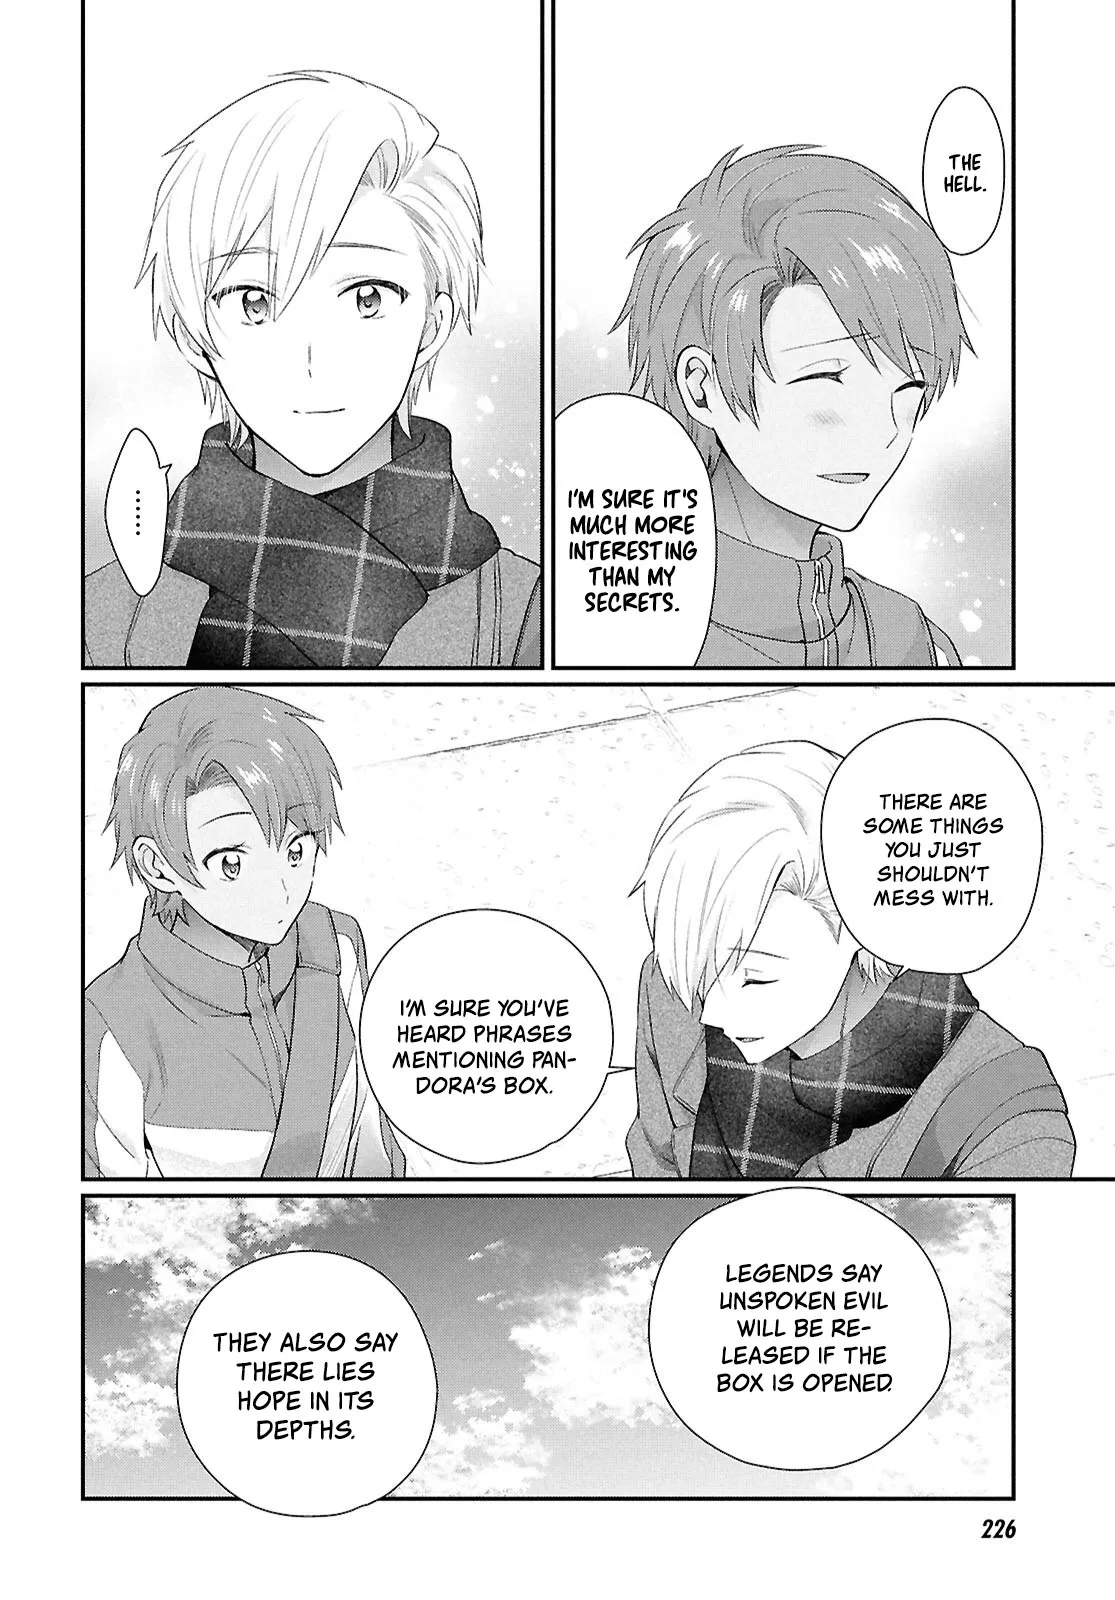 THE
HELL.
I'M SURE IT'S
MUCH MORE
INTERESTING
THAN MY
SECRETS.
.......
THERE ARE
SOME THINGS
YOU JUST
SHOULDN'T
MESS WITH.
I'M SURE YOU'VE
HEARD PHRASES
MENTIONING PAN-
DORA'S BOX.
LEGENDS SAY
UNSPOKEN EVIL
WILL BE RE-
LEASED IF THE
BOX IS OPENED.
THEY ALSO SAY
THERE LIES
HOPE IN ITS
DEPTHS.
226